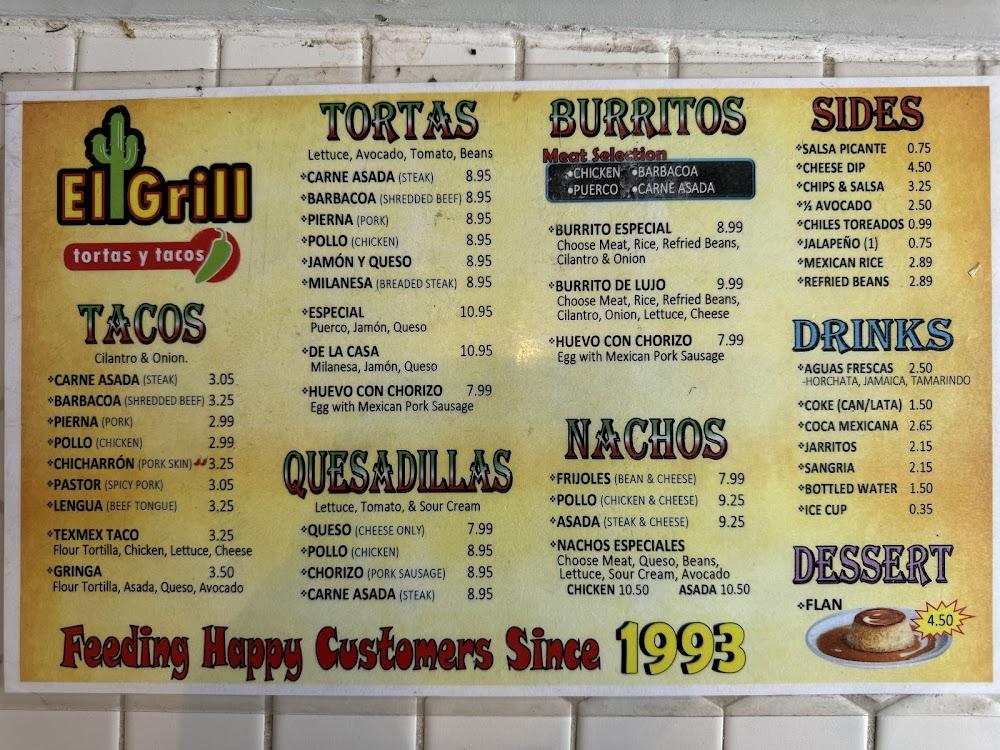 El Grill
tortas y tacos
TACOS
Cilantro & Onion.
CARNE ASADA (STEAK) 3.05
BARBACOA (SHREDDED BEEF) 3.25
PIERNA (PORK) 2.99
POLLO (CHICKEN) 2.99
CHICHARRÓN (PORK SKIN) 3.25
PASTOR (SPICY PORK) 3.05
LENGUA (BEEF TONGUE) 3.25
TEXMEX TACO 3.25
Flour Tortilla, Chicken, Lettuce, Cheese
GRINGA 3.50
Flour Tortilla, Asada, Queso, Avocado
TORTAS
Lettuce, Avocado, Tomato, Beans
CARNE ASADA (STEAK) 8.95
BARBACOA (SHREDDED BEEF) 8.95
PIERNA (PORK) 8.95
POLLO (CHICKEN) 8.95
JAMÓN Y QUESO 8.95
MILANESA (BREADED STEAK) 8.95
ESPECIAL 10.95
Puerco, Jamón, Queso
DE LA CASA 10.95
Milanesa, Jamón, Queso
HUEVO CON CHORIZO 7.99
Egg with Mexican Pork Sausage
QUESADILLAS
Lettuce, Tomato, & Sour Cream
QUESO (CHEESE ONLY) 7.99
POLLO (CHICKEN) 8.95
CHORIZO (PORK SAUSAGE) 8.95
CARNE ASADA (STEAK) 8.95
BURRITOS
Meat Selection
•CHICKEN •BARBACOA
•PUERCO •CARNE ASADA
BURRITO ESPECIAL 8.99
Choose Meat, Rice, Refried Beans,
Cilantro & Onion
BURRITO DE LUJO 9.99
Choose Meat, Rice, Refried Beans,
Cilantro, Onion, Lettuce, Cheese
HUEVO CON CHORIZO 7.99
Egg with Mexican Pork Sausage
NACHOS
FRIJOLES (BEAN & CHEESE) 7.99
POLLO (CHICKEN & CHEESE) 9.25
ASADA (STEAK & CHEESE) 9.25
NACHOS ESPECIALES
Choose Meat, Queso, Beans,
Lettuce, Sour Cream, Avocado
CHICKEN 10.50 ASADA 10.50
SIDES
SALSA PICANTE 0.75
CHEESE DIP 4.50
CHIPS & SALSA 3.25
½ AVOCADO 2.50
CHILES TOREADOS 0.99
JALAPEÑO (1) 0.75
MEXICAN RICE 2.89
REFRIED BEANS 2.89
DRINKS
AGUAS FRESCAS 2.50
-HORCHATA, JAMAICA, TAMARINDO
COKE (CAN/LATA) 1.50
COCA MEXICANA 2.65
JARRITOS 2.15
SANGRIA 2.15
BOTTLED WATER 1.50
ICE CUP 0.35
DESSERT
FLAN
4.50
Feeding Happy Customers Since 1993